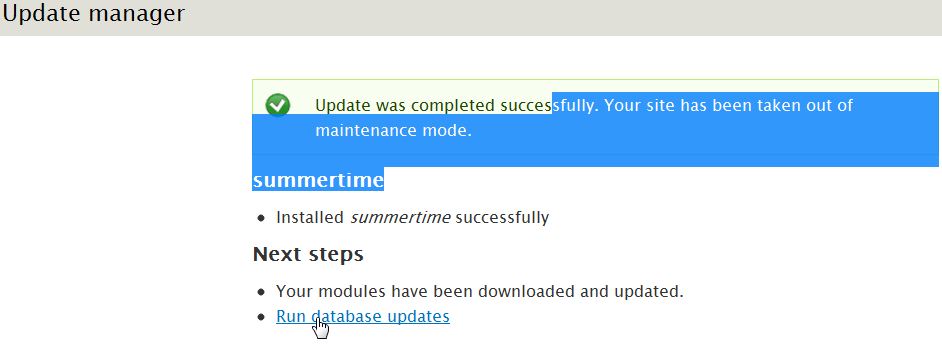 Update manager
Update was completed successfully. Your site has been taken out of
maintenance mode.
summertime
Installed summertime successfully
Next steps
Your modules have been downloaded and updated.
Run database updates